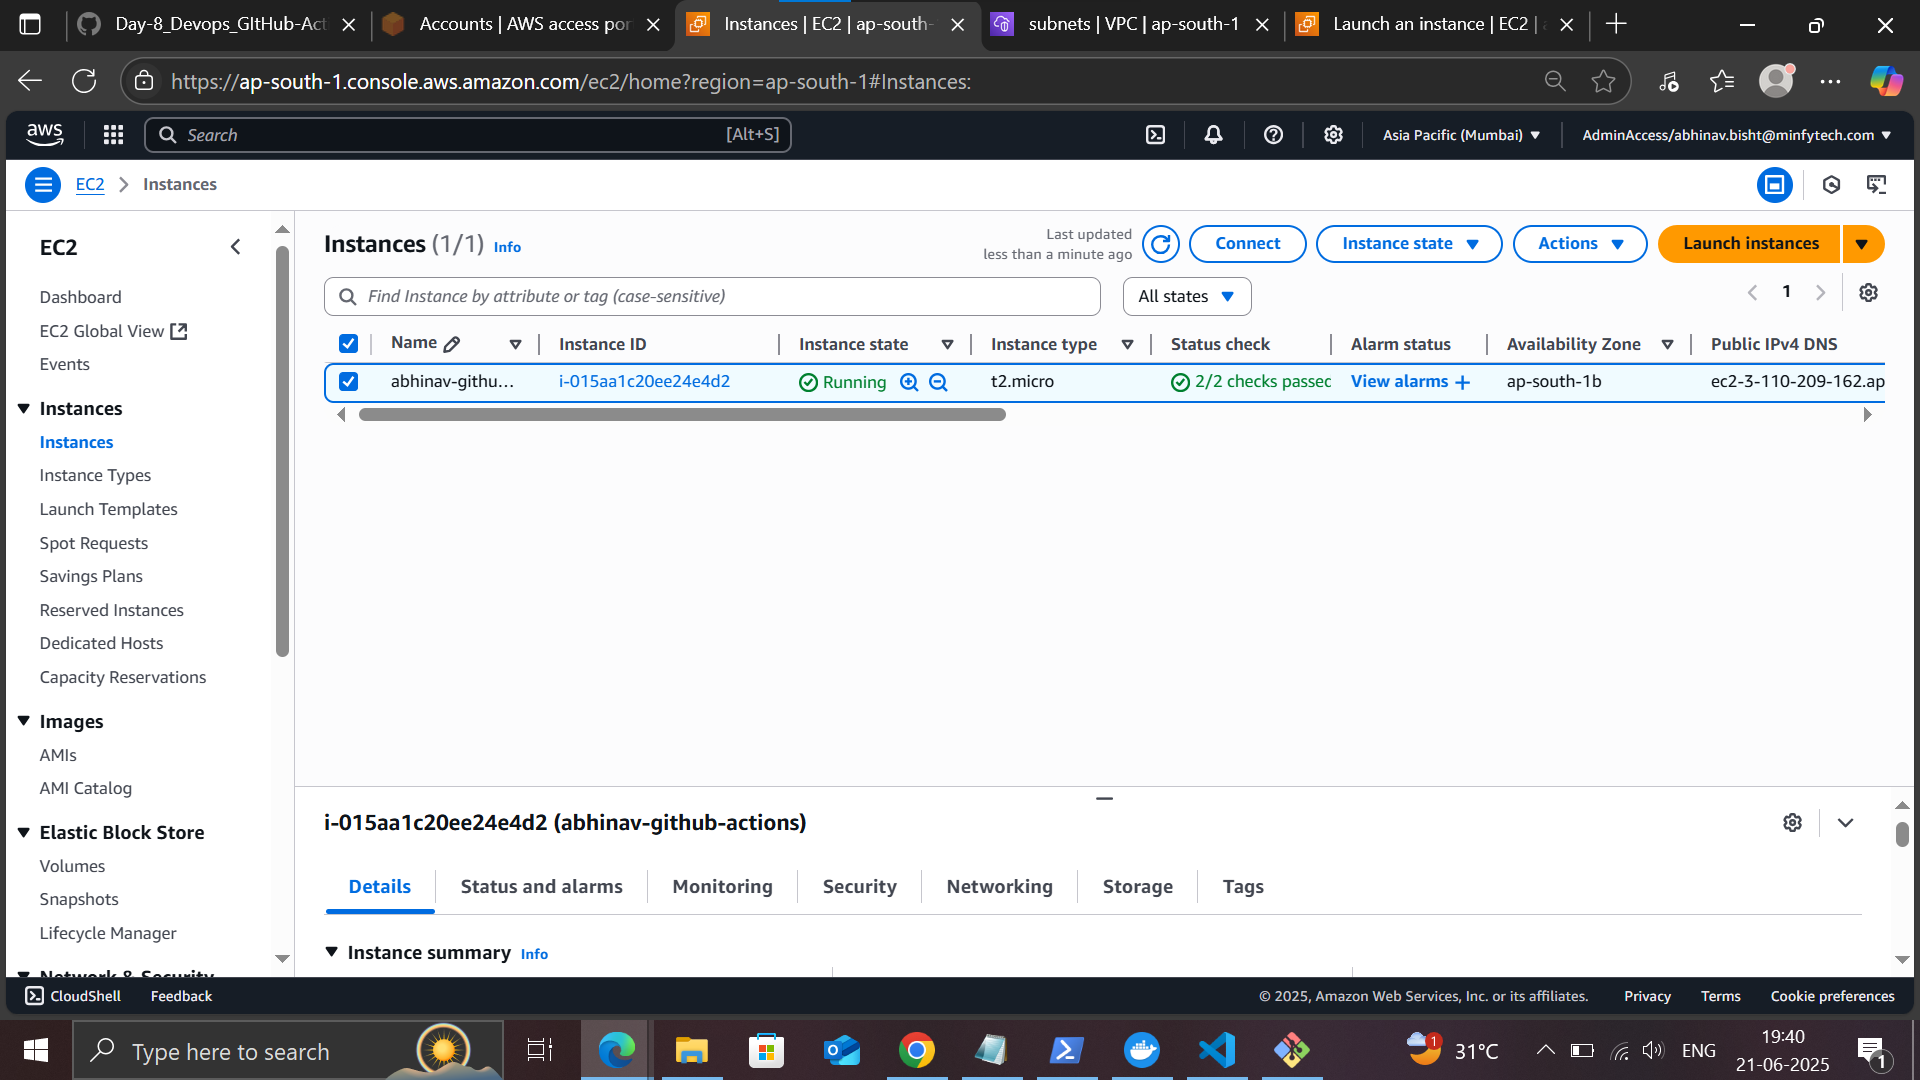 Day-8_Devops_GItHub-Acti
Accounts | AWS access por
Instances | EC2 | ap-south-
subnets | VPC | ap-south-1
Launch an instance | EC2 |
https://ap-south-1.console.aws.amazon.com/ec2/home?region=ap-south-1#Instances:
aws
Search
[Alt+S]
Asia Pacific (Mumbai)
AdminAccess/abhinav.bisht@minfytech.com
EC2
Instances
EC2
Dashboard
EC2 Global View
Events
Instances
Instances
Instance Types
Launch Templates
Spot Requests
Savings Plans
Reserved Instances
Dedicated Hosts
Capacity Reservations
Images
AMIs
AMI Catalog
Elastic Block Store
Volumes
Snapshots
Lifecycle Manager
Network & Security
Instances (1/1) Info
Last updated
less than a minute ago
Connect
Instance state
Actions
Launch instances
Find Instance by attribute or tag (case-sensitive)
All states
1
Name
Instance ID
Instance state
Instance type
Status check
Alarm status
Availability Zone
Public IPv4 DNS
abhinav-githu...
i-015aa1c20ee24e4d2
Running
t2.micro
2/2 checks passec
View alarms
ap-south-1b
ec2-3-110-209-162.ap
i-015aa1c20ee24e4d2 (abhinav-github-actions)
Details
Status and alarms
Monitoring
Security
Networking
Storage
Tags
Instance summary Info
CloudShell
Feedback
© 2025, Amazon Web Services, Inc. or its affiliates.
Privacy
Terms
Cookie preferences
Type here to search
1
31°C
ENG
19:40
21-06-2025
1